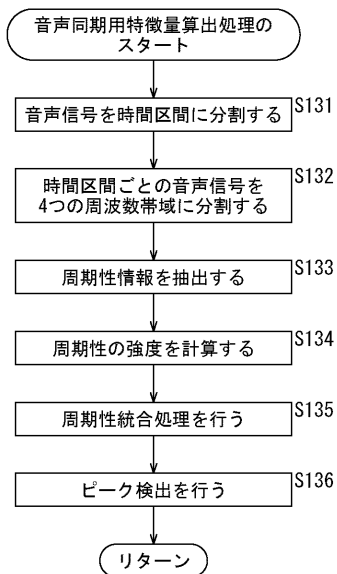 音声同期用特徴量算出処理の
スタート
音声信号を時間区間に分割する
S131
時間区間ごとの音声信号を
4つの周波数帯域に分割する
S132
周期性情報を抽出する
S133
周期性の強度を計算する
S134
周期性統合処理を行う
S135
ピーク検出を行う
S136
リターン